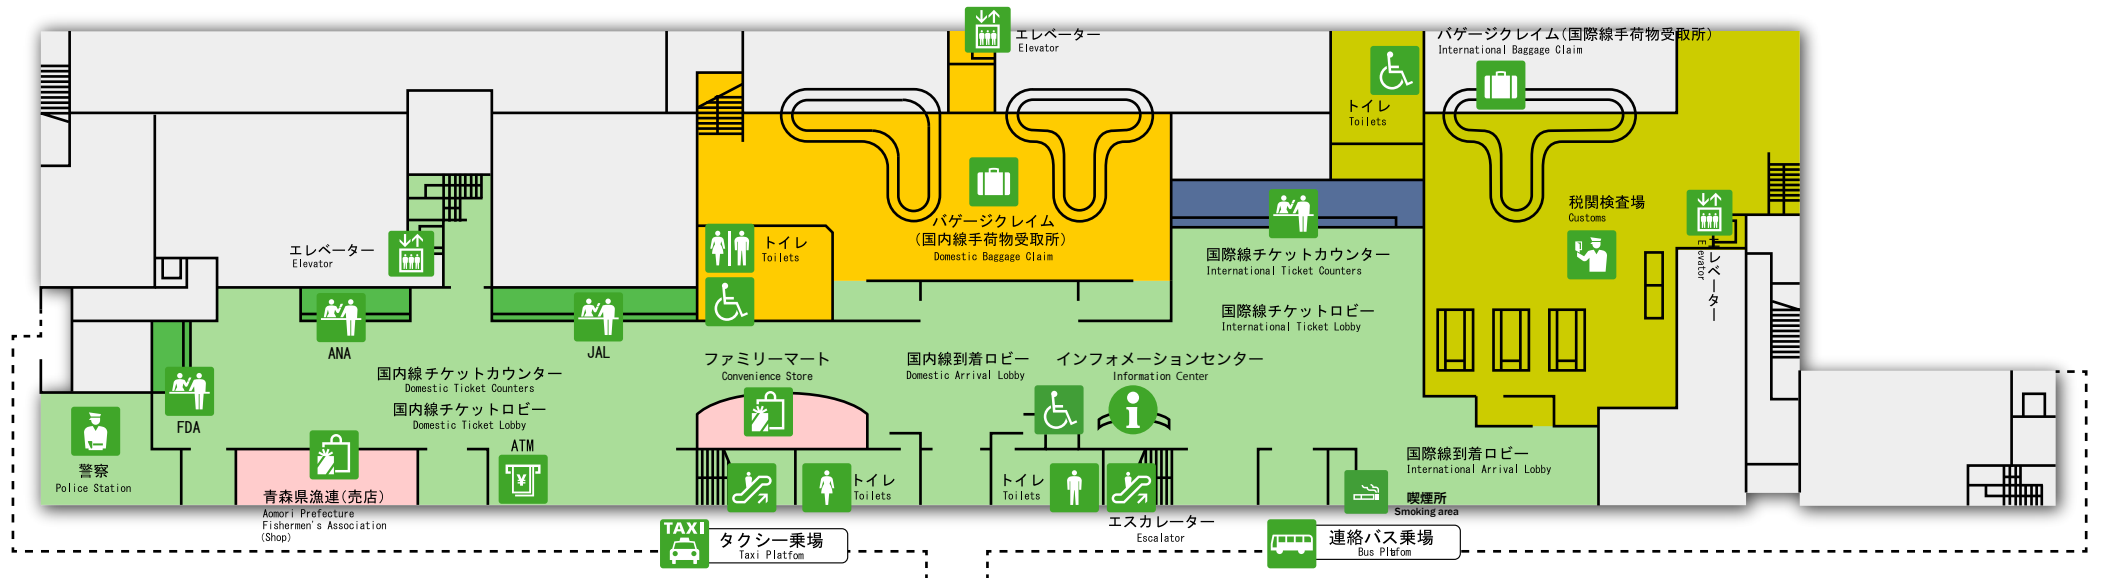 エレベーター
Elevator
バゲージクレイム(国際線手荷物受取所)
International Baggage Claim
トイレ
Toilets
税関検査場
Customs
バゲージクレイム
(国内線手荷物受取所)
Domestic Baggage Claim
トイレ
Toilets
エレベーター
Elevator
エレベーター
Elevator
国際線チケットカウンター
International Ticket Counters
国際線チケットロビー
International Ticket Lobby
ANA
JAL
ファミリーマート
Convenience Store
国内線到着ロビー
Domestic Arrival Lobby
インフォメーションセンター
Information Center
i
国内線チケットカウンター
Domestic Ticket Counters
国内線チケットロビー
Domestic Ticket Lobby
FDA
ATM
¥
警察
Police Station
国際線到着ロビー
International Arrival Lobby
トイレ
Toilets
トイレ
Toilets
青森県漁連(売店)
Aomori Prefecture
Fishermen's Association
(Shop)
喫煙所
Smoking area
エスカレーター
Escalator
TAXI
タクシー乗場
Taxi Platfom
連絡バス乗場
Bus Platfom